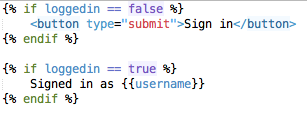 {% if loggedin == false %}
    <button type="submit">Sign in</button>
{% endif %}

{% if loggedin == true %}
    Signed in as {{username}}
{% endif %}